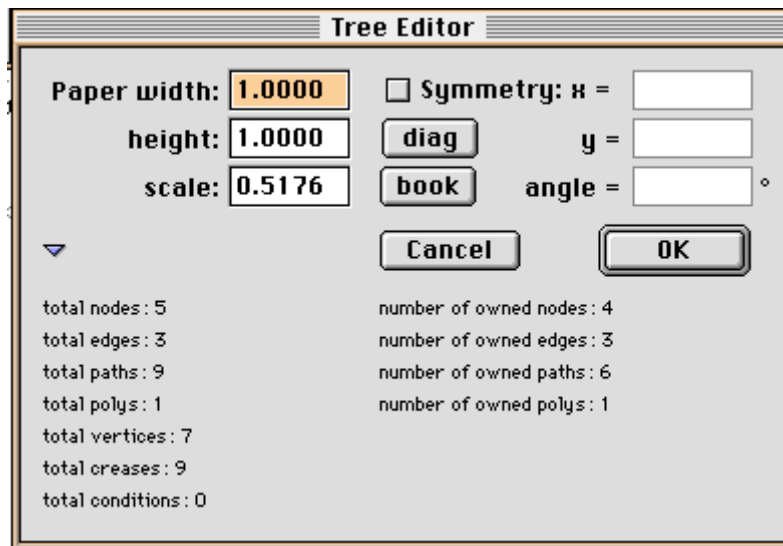 Tree Editor
Paper width: 1.0000 Symmetry: x =
height: 1.0000 diag y =
scale: 0.5176 book angle = °
Cancel OK
total nodes: 5 number of owned nodes: 4
total edges: 3 number of owned edges: 3
total paths: 9 number of owned paths: 6
total polys: 1 number of owned polys: 1
total vertices: 7
total creases: 9
total conditions: 0